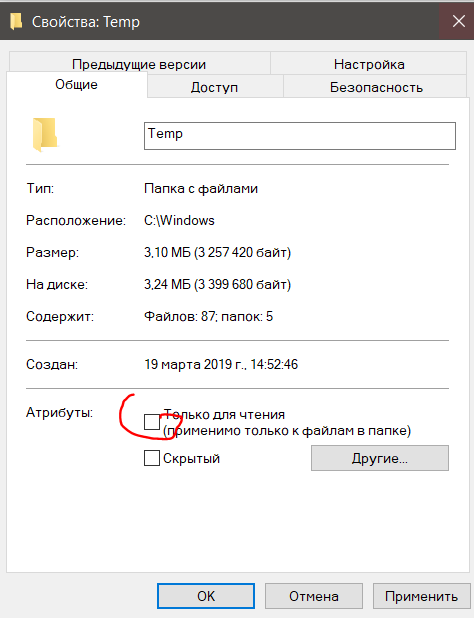 Свойства: Temp
Предыдущие версии
Настройка
Общие
Доступ
Безопасность
Temp
Тип:
Папка с файлами
Расположение:
C:\Windows
Размер:
3,10 МБ (3 257 420 байт)
На диске:
3,24 МБ (3 399 680 байт)
Содержит:
Файлов: 87; папок: 5
Создан:
19 марта 2019 г., 14:52:46
Атрибуты:
Только для чтения
(применимо только к файлам в папке)
Скрытый
Другие...
OK
Отмена
Применить